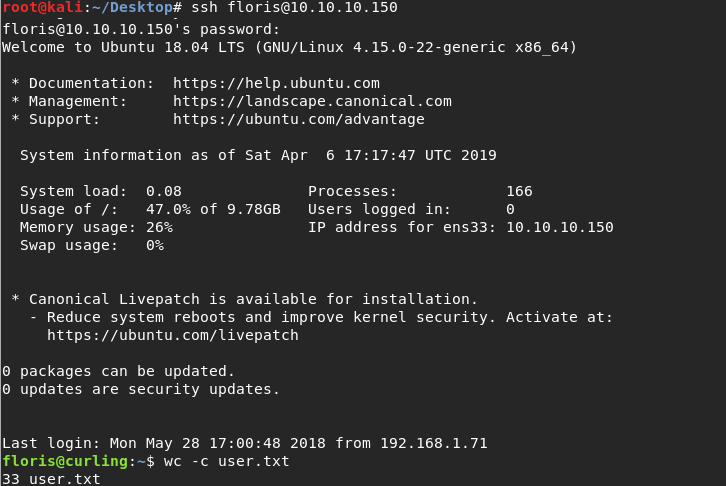 root@kali:~/Desktop# ssh floris@10.10.10.150
floris@10.10.10.150's password:
Welcome to Ubuntu 18.04 LTS (GNU/Linux 4.15.0-22-generic x86_64)

 * Documentation:  https://help.ubuntu.com
 * Management:     https://landscape.canonical.com
 * Support:        https://ubuntu.com/advantage

  System information as of Sat Apr  6 17:17:47 UTC 2019

  System load:  0.08              Processes:            166
  Usage of /:   47.0% of 9.78GB   Users logged in:      0
  Memory usage: 26%               IP address for ens33: 10.10.10.150
  Swap usage:   0%


 * Canonical Livepatch is available for installation.
   - Reduce system reboots and improve kernel security. Activate at:
     https://ubuntu.com/livepatch

0 packages can be updated.
0 updates are security updates.


Last login: Mon May 28 17:00:48 2018 from 192.168.1.71
floris@curling:~$ wc -c user.txt
33 user.txt